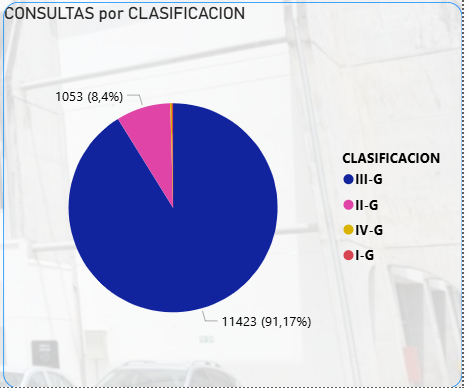 CONSULTAS por CLASIFICACION
1053 (8,4%)
CLASIFICACION
III-G
II-G
IV-G
I-G
11423 (91,17%)